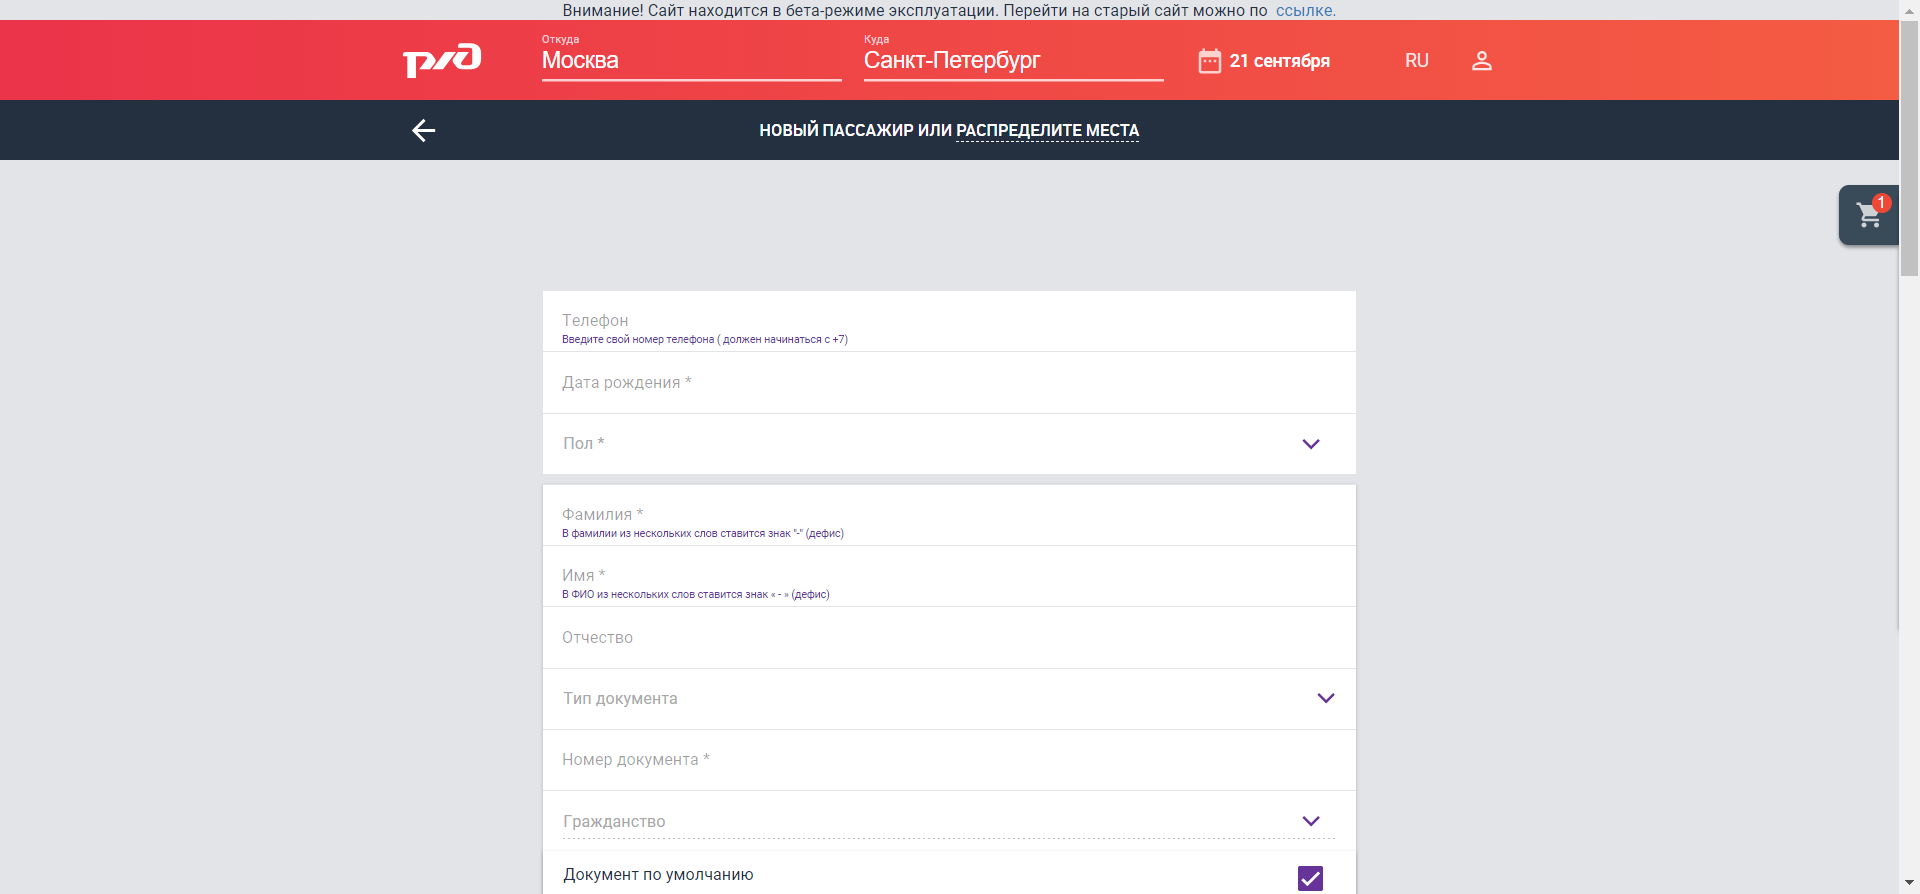 Внимание! Сайт находится в бета-режиме эксплуатации. Перейти на старый сайт можно по ссылке.
ржд
Откуда
Москва
Куда
Санкт-Петербург
21 сентября
RU
НОВЫЙ ПАССАЖИР ИЛИ РАСПРЕДЕЛИТЕ МЕСТА
1
Телефон
Введите свой номер телефона ( должен начинаться с +7)
Дата рождения *
Пол *
Фамилия *
В фамилии из нескольких слов ставится знак "-" (дефис)
Имя *
В ФИО из нескольких слов ставится знак « - » (дефис)
Отчество
Тип документа
Номер документа *
Гражданство
Документ по умолчанию